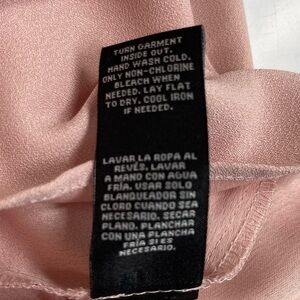 TURN GARMENT
INSIDE OUT.
HAND WASH COLD.
ONLY NON-CHLORINE
BLEACH WHEN
NEEDED. LAY FLAT
TO DRY. COOL IRON
IF NEEDED.
LAVAR LA ROPA AL
REVÉS. LAVAR
A MANO CON AGUA
FRÍA. USAR SOLO
BLANQUEADOR SIN
CLORO CUANDO SEA
NECESARIO. SECAR
PLANO. PLANCHAR
CON UNA PLANCHA
FRÍA SI ES
NECESARIO.